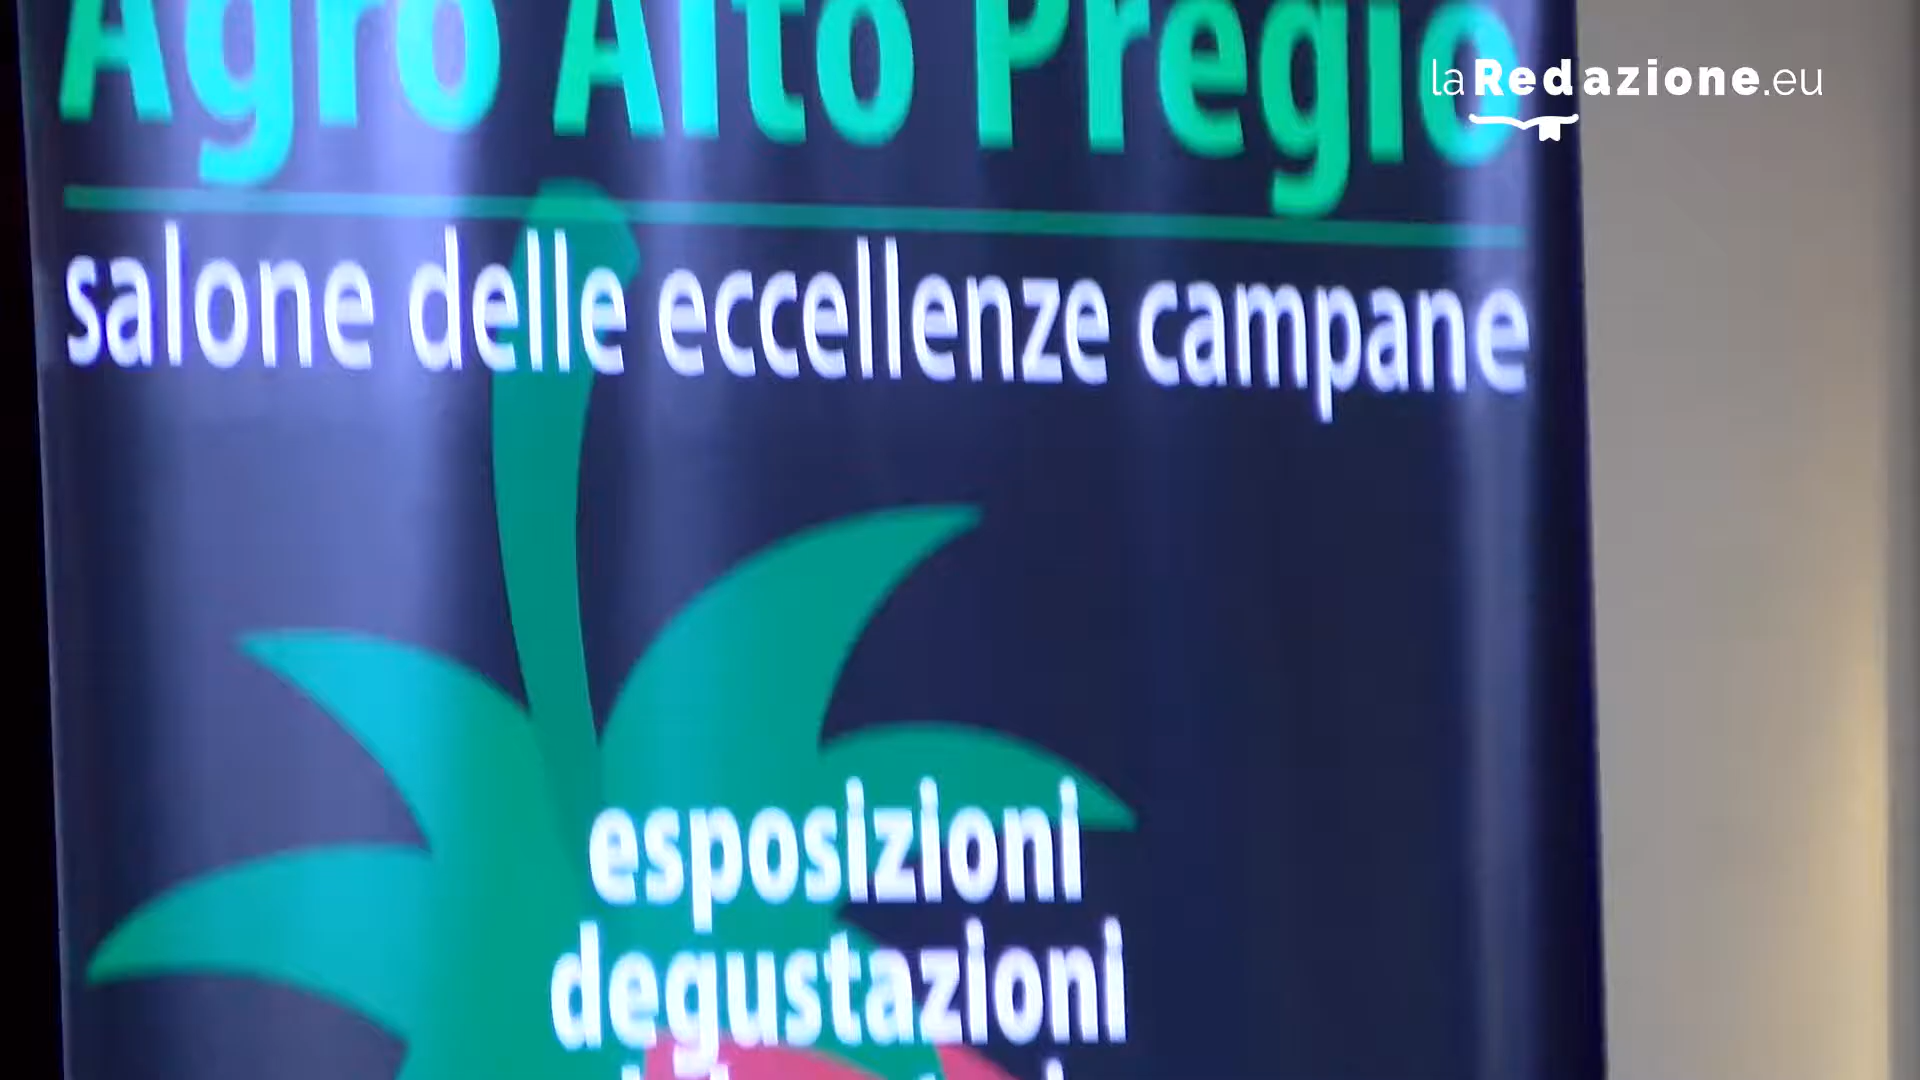 Agro Alto Pregio
laRedazione.eu
salone delle eccellenze campane
esposizioni
degustazioni